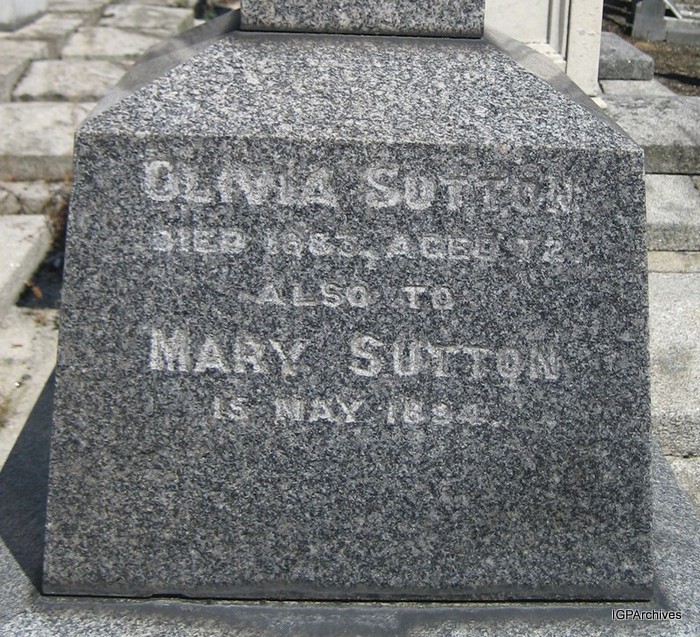 OLIVIA SUTTON
DIED 1883, AGED 72.
ALSO TO
MARY SUTTON
15 MAY 1894.
IGPArchives